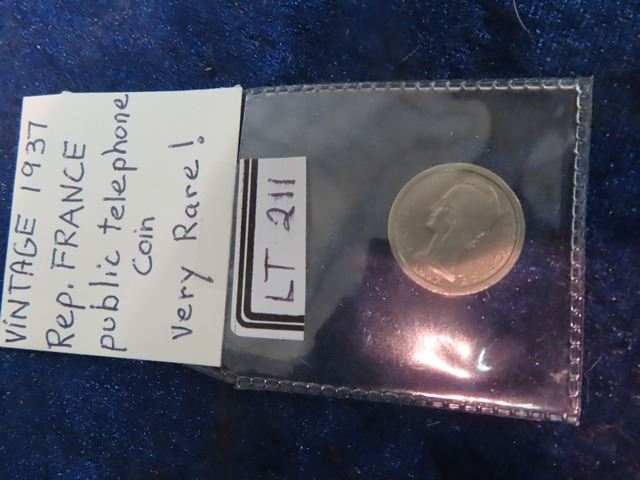 ViNTAGE 1937
Rep. FRANCE
public telephone
coin
Very Rare!
LT 211